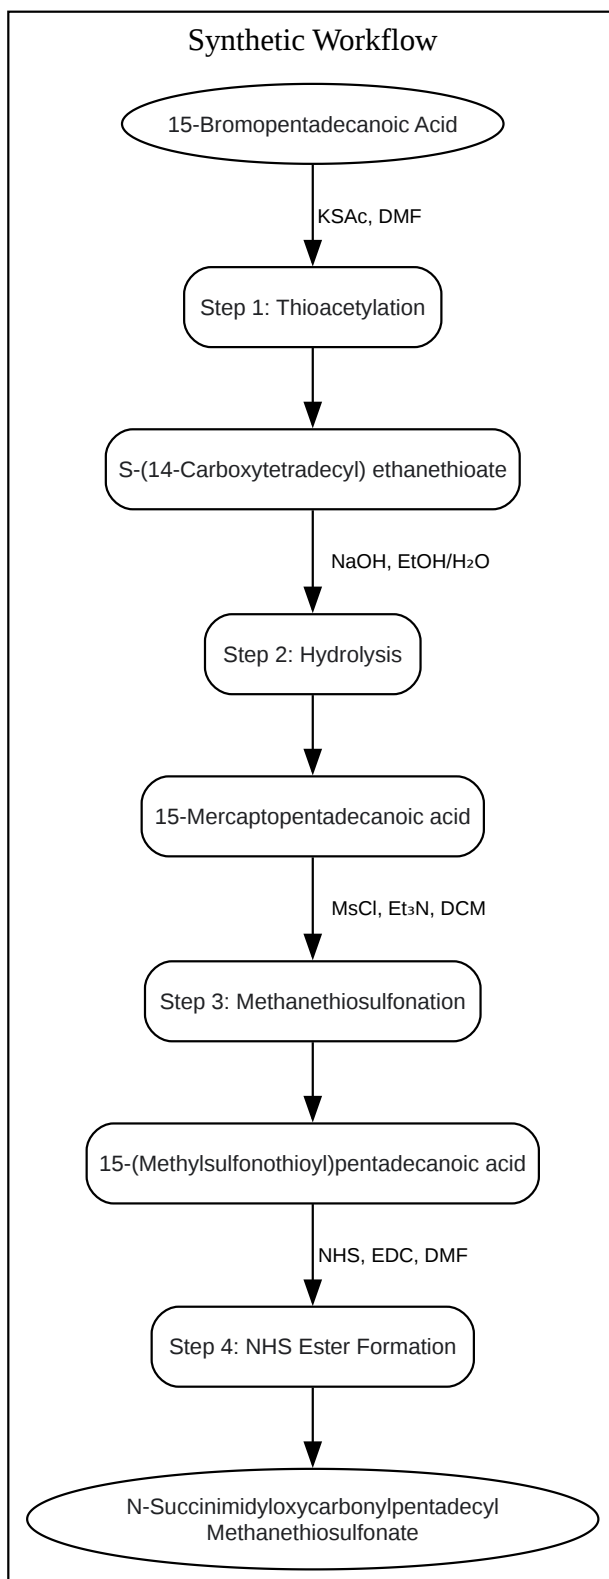 Synthetic Workflow
15-Bromopentadecanoic Acid
KSAc, DMF
Step 1: Thioacetylation
S-(14-Carboxytetradecyl) ethanethioate
NaOH, EtOH/H₂O
Step 2: Hydrolysis
15-Mercaptopentadecanoic acid
MsCl, Et₃N, DCM
Step 3: Methanethiosulfonation
15-(Methylsulfonothioyl)pentadecanoic acid
NHS, EDC, DMF
Step 4: NHS Ester Formation
N-Succinimidyloxycarbonylpentadecyl
Methanethiosulfonate